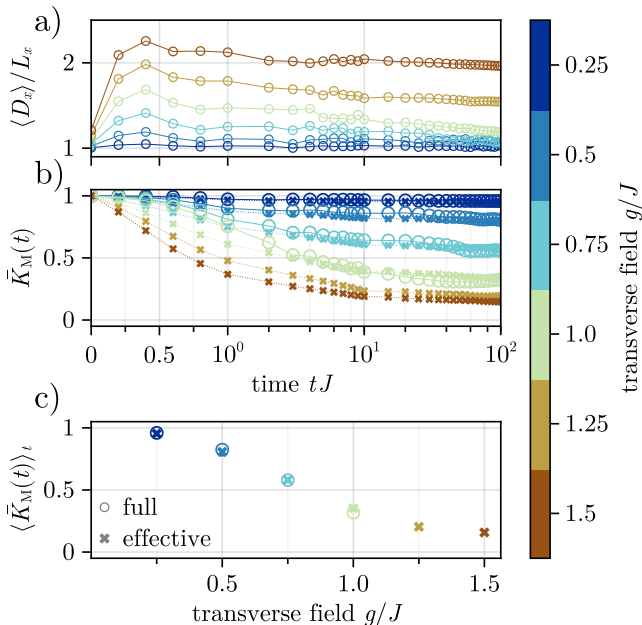 a)
⟨D_x⟩/L_x
2
1
b)
K̄_M(t)
1
0.5
0
0 0.5 10^0 10^1 10^2
time tJ
c)
⟨K̄_M(t)⟩_t
1
0.5
0
full
effective
0.5 1.0 1.5
transverse field g/J
0.25
0.5
0.75
1.0
1.25
1.5
transverse field g/J